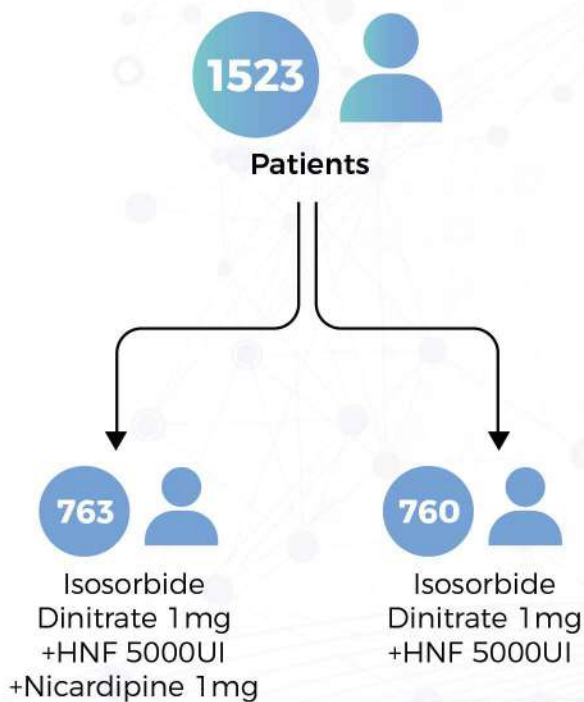 1523
Patients
763
Isosorbide
Dinitrate 1mg
+HNF 5000UI
+Nicardipine 1mg
760
Isosorbide
Dinitrate 1mg
+HNF 5000UI